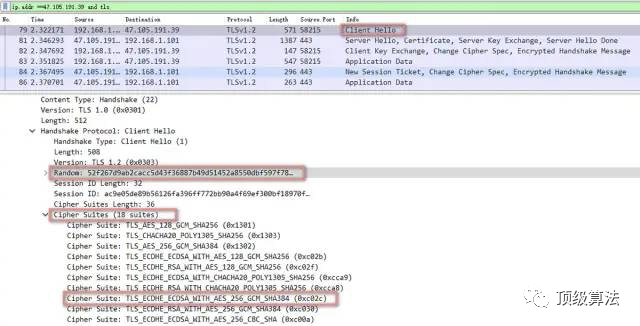 ip.addr ==47.105.191.39 and tls
No. Time Source Destination Protocol Length Source Port Info
79 2.322171 192.168.1.... 47.105.191.39 TLSv1.2 571 58215 Client Hello
81 2.346293 47.105.191.39 192.168.1.101 TLSv1.2 1387 443 Server Hello, Certificate, Server Key Exchange, Server Hello Done
82 2.347652 192.168.1.... 47.105.191.39 TLSv1.2 147 58215 Client Key Exchange, Change Cipher Spec, Encrypted Handshake Message
83 2.351825 192.168.1.... 47.105.191.39 TLSv1.2 1542 58215 Application Data
84 2.367495 47.105.191.39 192.168.1.101 TLSv1.2 296 443 New Session Ticket, Change Cipher Spec, Encrypted Handshake Message
86 2.370701 47.105.191.39 192.168.1.101 TLSv1.2 263 443 Application Data
Content Type: Handshake (22)
Version: TLS 1.0 (0x0301)
Length: 512
Handshake Protocol: Client Hello
Handshake Type: Client Hello (1)
Length: 508
Version: TLS 1.2 (0x0303)
Random: 52f267d9ab2cacc5d43f36887b49d51452a8550dbf597f78…
Session ID Length: 32
Session ID: ac9e05de89b56126fa396ff772bb90a4f69ef300bf18970f…
Cipher Suites Length: 36
Cipher Suites (18 suites)
Cipher Suite: TLS_AES_128_GCM_SHA256 (0x1301)
Cipher Suite: TLS_CHACHA20_POLY1305_SHA256 (0x1303)
Cipher Suite: TLS_AES_256_GCM_SHA384 (0x1302)
Cipher Suite: TLS_ECDHE_ECDSA_WITH_AES_128_GCM_SHA256 (0xc02b)
Cipher Suite: TLS_ECDHE_RSA_WITH_AES_128_GCM_SHA256 (0xc02f)
Cipher Suite: TLS_ECDHE_ECDSA_WITH_CHACHA20_POLY1305_SHA256 (0xcca9)
Cipher Suite: TLS_ECDHE_RSA_WITH_CHACHA20_POLY1305_SHA256 (0xcca8)
Cipher Suite: TLS_ECDHE_ECDSA_WITH_AES_256_GCM_SHA384 (0xc02c)
Cipher Suite: TLS_ECDHE_RSA_WITH_AES_256_GCM_SHA384 (0xc030)
Cipher Suite: TLS_ECDHE_ECDSA_WITH_AES_256_CBC_SHA (0xc00a)
顶级算法